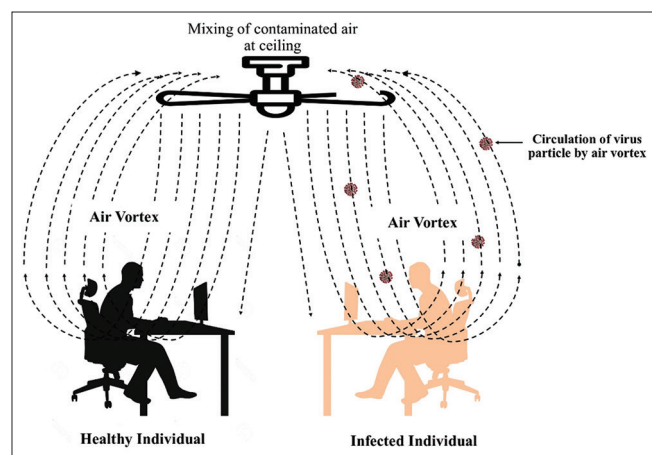 Mixing of contaminated air
at ceiling
Circulation of virus
particle by air vortex
Air Vortex
Air Vortex
Healthy Individual
Infected Individual